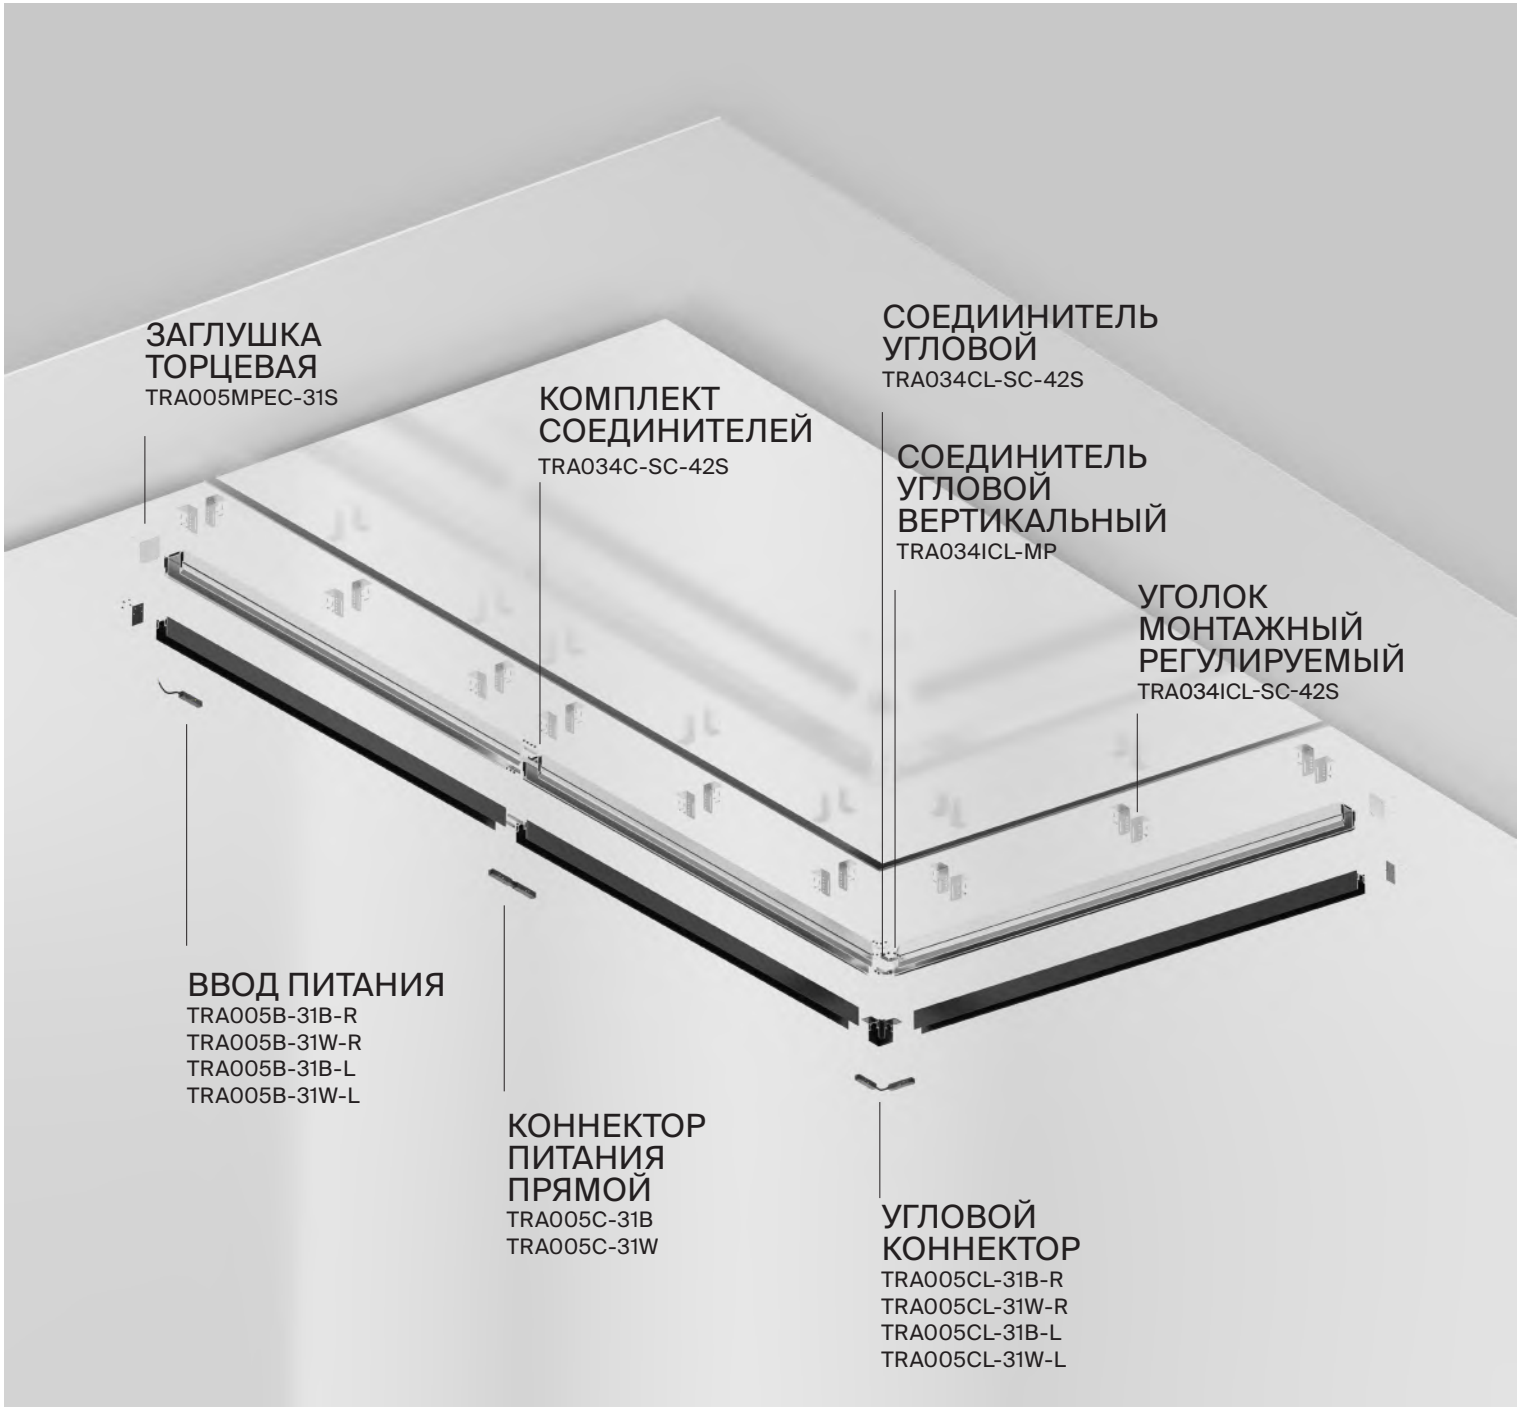 ЗАГЛУШКА
ТОРЦЕВАЯ
TRA005MPEC-31S
КОМПЛЕКТ
СОЕДИНИТЕЛЕЙ
TRA034C-SC-42S
СОЕДИИНИТЕЛЬ
УГЛОВОЙ
TRA034CL-SC-42S
СОЕДИНИТЕЛЬ
УГЛОВОЙ
ВЕРТИКАЛЬНЫЙ
TRA034ICL-MP
УГОЛОК
МОНТАЖНЫЙ
РЕГУЛИРУЕМЫЙ
TRA034ICL-SC-42S
ВВОД ПИТАНИЯ
TRA005B-31B-R
TRA005B-31W-R
TRA005B-31B-L
TRA005B-31W-L
КОННЕКТОР
ПИТАНИЯ
ПРЯМОЙ
TRA005C-31B
TRA005C-31W
УГЛОВОЙ
КОННЕКТОР
TRA005CL-31B-R
TRA005CL-31W-R
TRA005CL-31B-L
TRA005CL-31W-L